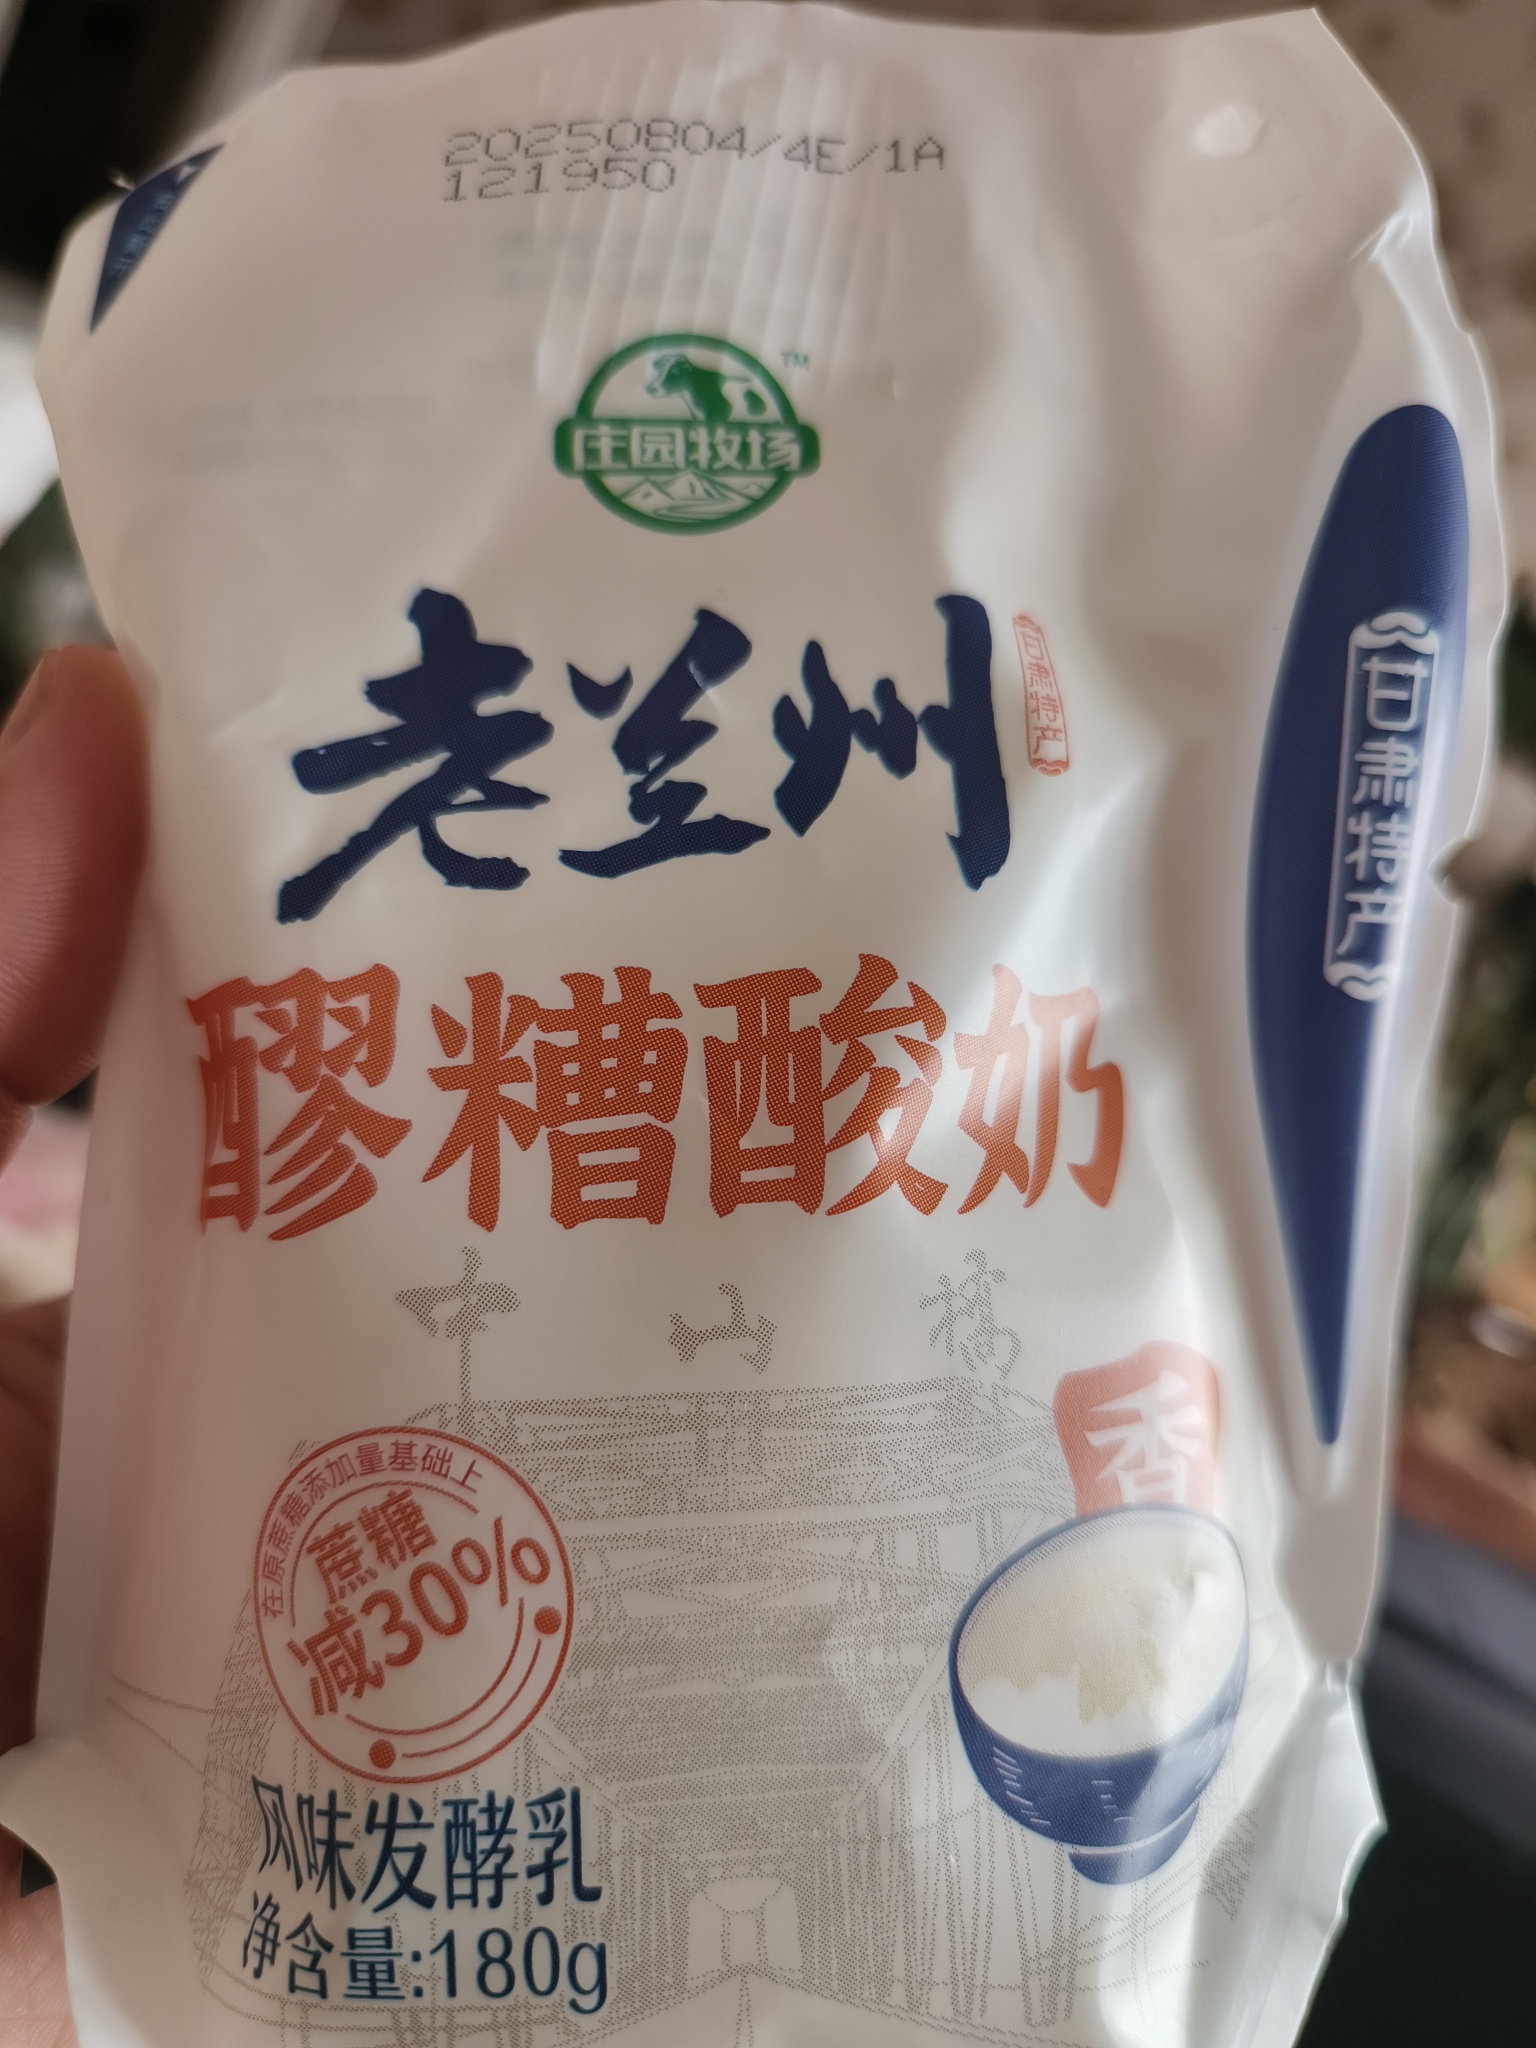 20250804/4E/1A
121950
TM
庄园牧场
老兰州
甘肃特产
醪糟酸奶
甘肃特产
中山桥
香
在原蔗糖添加量基础上
蔗糖
减30%
风味发酵乳
净含量:180g